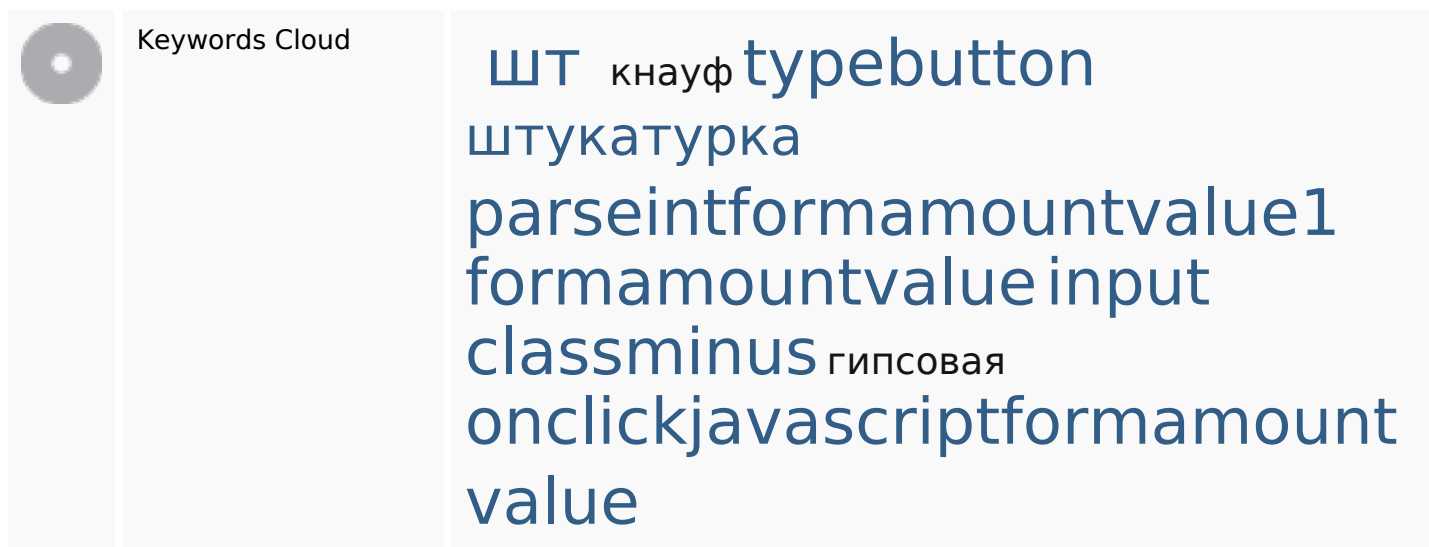 Keywords Cloud
шт кнауф typebutton
штукатурка
parseintformamountvalue1
formamountvalue input
classminus гипсовая
onclickjavascriptformamount
value